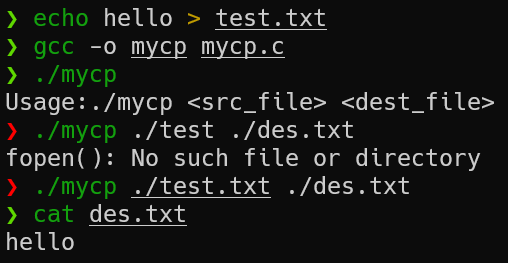 ❯ echo hello > test.txt
❯ gcc -o mycp mycp.c
❯ ./mycp
Usage:./mycp <src_file> <dest_file>
❯ ./mycp ./test ./des.txt
fopen(): No such file or directory
❯ ./mycp ./test.txt ./des.txt
❯ cat des.txt
hello